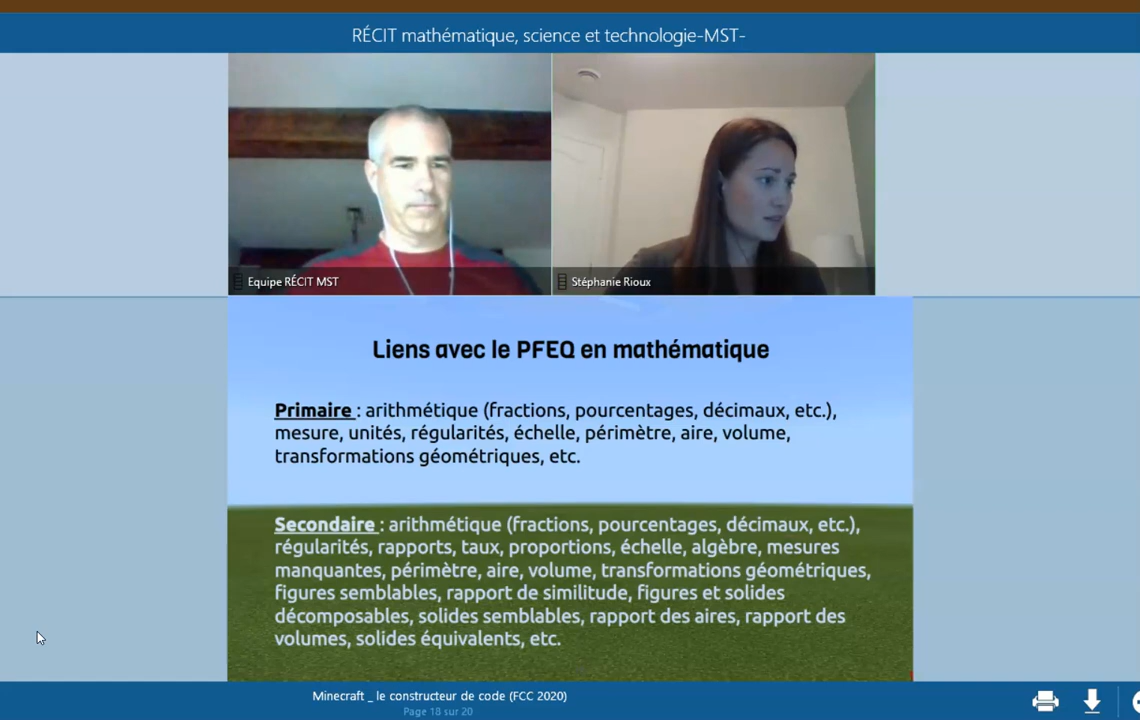 RÉCIT mathématique, science et technologie-MST-
Equipe RÉCIT MST
Stéphanie Rioux
Liens avec le PFEQ en mathématique
Primaire : arithmétique (fractions, pourcentages, décimaux, etc.),
mesure, unités, régularités, échelle, périmètre, aire, volume,
transformations géométriques, etc.
Secondaire : arithmétique (fractions, pourcentages, décimaux, etc.),
régularités, rapports, taux, proportions, échelle, algèbre, mesures
manquantes, périmètre, aire, volume, transformations géométriques,
figures semblables, rapport de similitude, figures et solides
décomposables, solides semblables, rapport des aires, rapport des
volumes, solides équivalents, etc.
Minecraft _ le constructeur de code (FCC 2020)
Page 18 sur 20